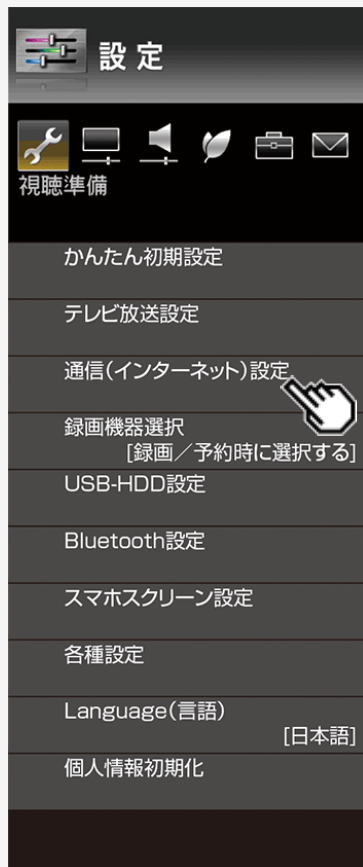 設定
視聴準備
かんたん初期設定
テレビ放送設定
通信(インターネット)設定
録画機器選択
[録画／予約時に選択する]
USB-HDD設定
Bluetooth設定
スマホスクリーン設定
各種設定
Language(言語)
[日本語]
個人情報初期化